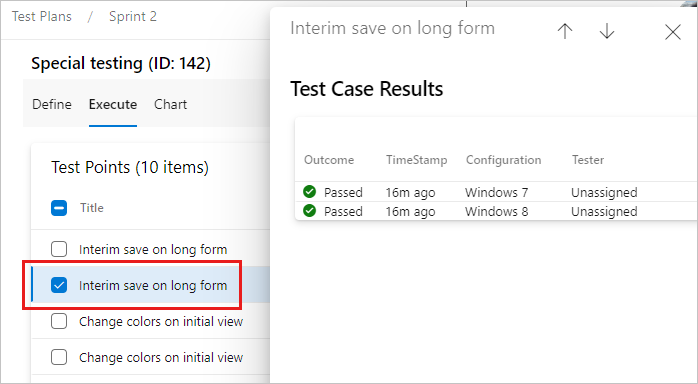 Test Plans / Sprint 2
Special testing (ID: 142)
Define Execute Chart
Test Points (10 items)
Title
Interim save on long form
Interim save on long form
Change colors on initial view
Change colors on initial view
Interim save on long form
Test Case Results
Outcome TimeStamp Configuration Tester
Passed 16m ago Windows 7 Unassigned
Passed 16m ago Windows 8 Unassigned